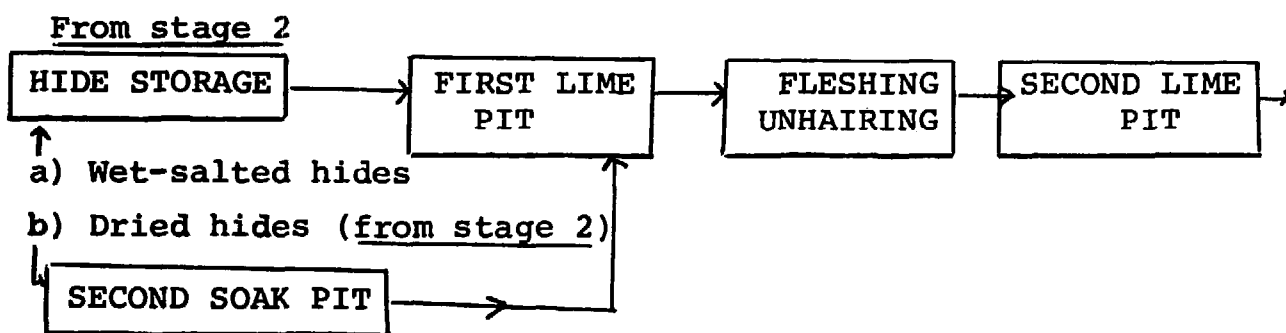 From stage 2
HIDE STORAGE
FIRST LIME
PIT
FLESHING
UNHAIRING
SECOND LIME
PIT
a) Wet-salted hides
b) Dried hides (from stage 2)
SECOND SOAK PIT